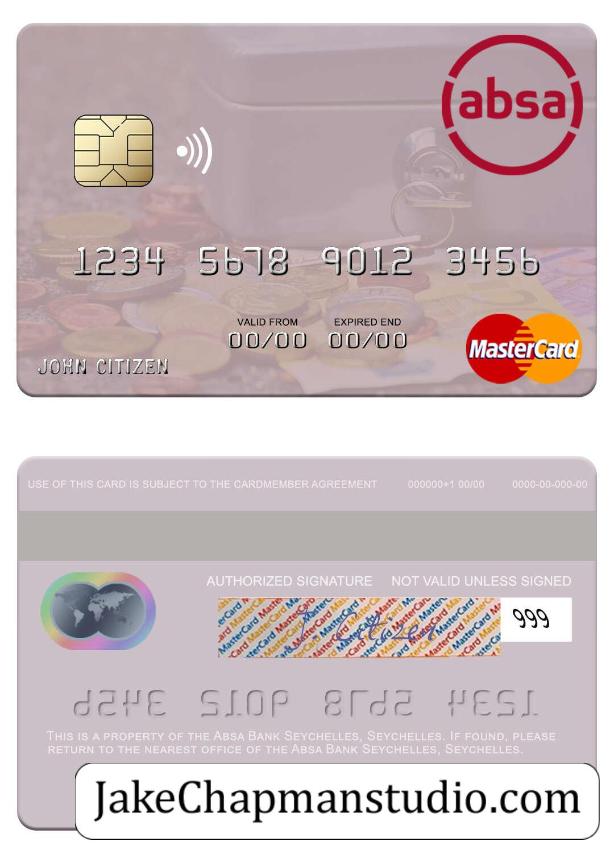 absa
1234 5678 9012 3456
VALID FROM EXPIRED END
00/00 00/00
JOHN CITIZEN
MasterCard
USE OF THIS CARD IS SUBJECT TO THE CARDMEMBER AGREEMENT 000000+1 00/00 0000-00-000-00
AUTHORIZED SIGNATURE NOT VALID UNLESS SIGNED
J. Citizen
999
THIS IS A PROPERTY OF THE ABSA BANK SEYCHELLES, SEYCHELLES. IF FOUND, PLEASE
RETURN TO THE NEAREST OFFICE OF THE ABSA BANK SEYCHELLES, SEYCHELLES.
JakeChapmanstudio.com